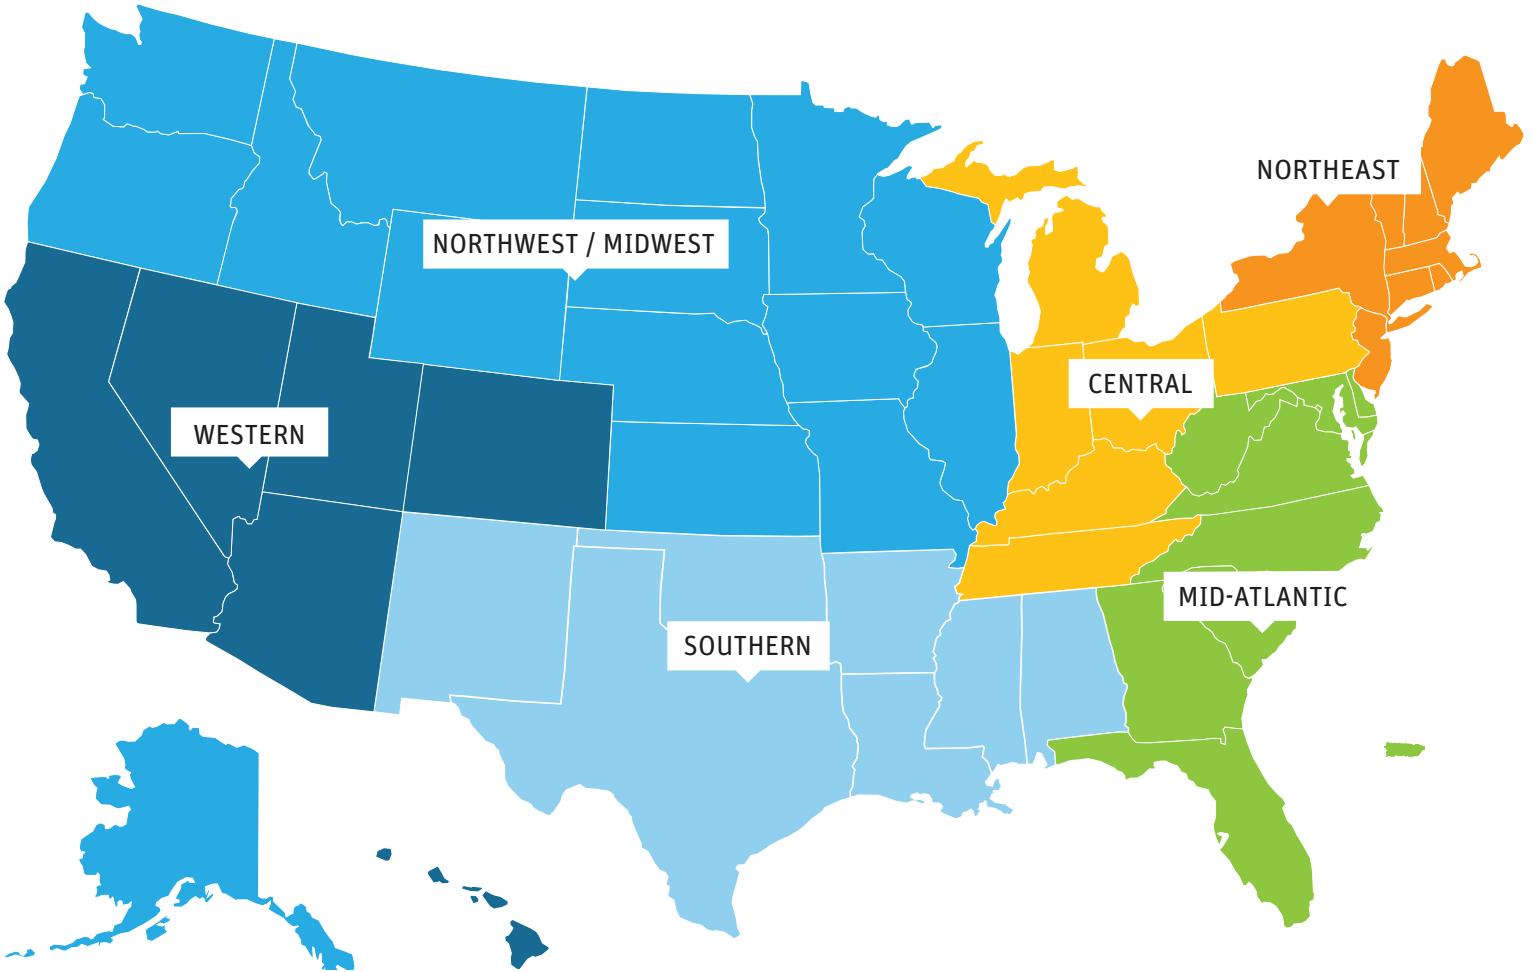 NORTHEAST
NORTHWEST / MIDWEST
CENTRAL
WESTERN
MID-ATLANTIC
SOUTHERN